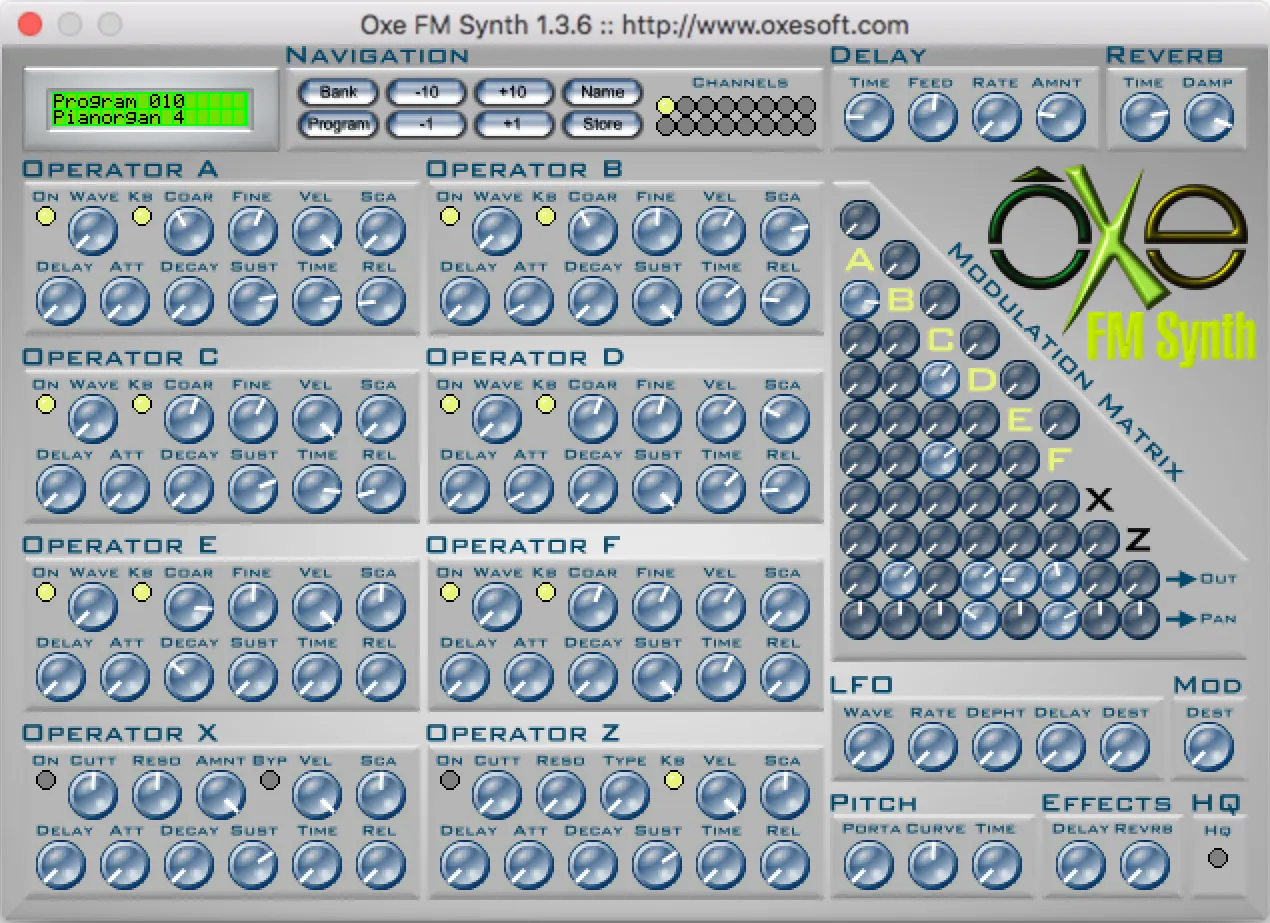 Oxe FM Synth 1.3.6 :: http://www.oxesoft.com
NAVIGATION
DELAY
REVERB
Program 010
Pianorgan 4
Bank -10 +10 Name
Program -1 +1 Store
CHANNELS
TIME FEED RATE AMNT
TIME DAMP
OPERATOR A
ON WAVE KB COAR FINE VEL SCA
DELAY ATT DECAY SUST TIME REL
OPERATOR B
ON WAVE KB COAR FINE VEL SCA
DELAY ATT DECAY SUST TIME REL
OPERATOR C
ON WAVE KB COAR FINE VEL SCA
DELAY ATT DECAY SUST TIME REL
OPERATOR D
ON WAVE KB COAR FINE VEL SCA
DELAY ATT DECAY SUST TIME REL
OPERATOR E
ON WAVE KB COAR FINE VEL SCA
DELAY ATT DECAY SUST TIME REL
OPERATOR F
ON WAVE KB COAR FINE VEL SCA
DELAY ATT DECAY SUST TIME REL
OPERATOR X
ON CUTT RESO AMNT BYP VEL SCA
DELAY ATT DECAY SUST TIME REL
OPERATOR Z
ON CUTT RESO TYPE KB VEL SCA
DELAY ATT DECAY SUST TIME REL
ôxe
FM Synth
MODULATION MATRIX
A
B
C
D
E
F
X
Z
OUT
PAN
LFO
WAVE RATE DEPHT DELAY DEST
MOD
DEST
PITCH
PORTA CURVE TIME
EFFECTS
DELAY REVRB
HQ
HQ